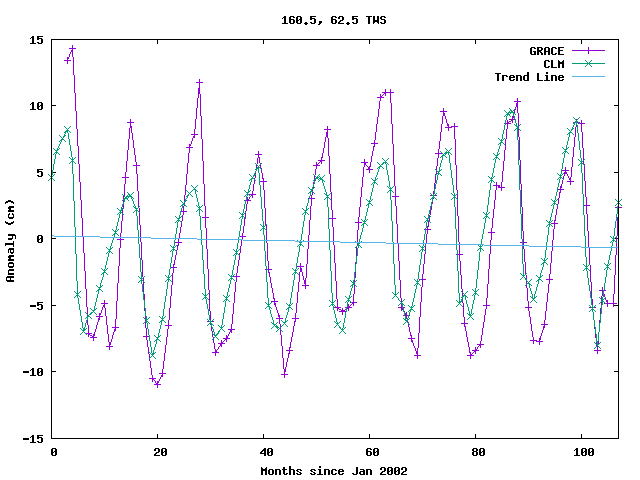 160.5, 62.5 TWS
GRACE
CLM
Trend Line
15
10
5
0
-5
-10
-15
Anomaly (cm)
0 20 40 60 80 100
Months since Jan 2002